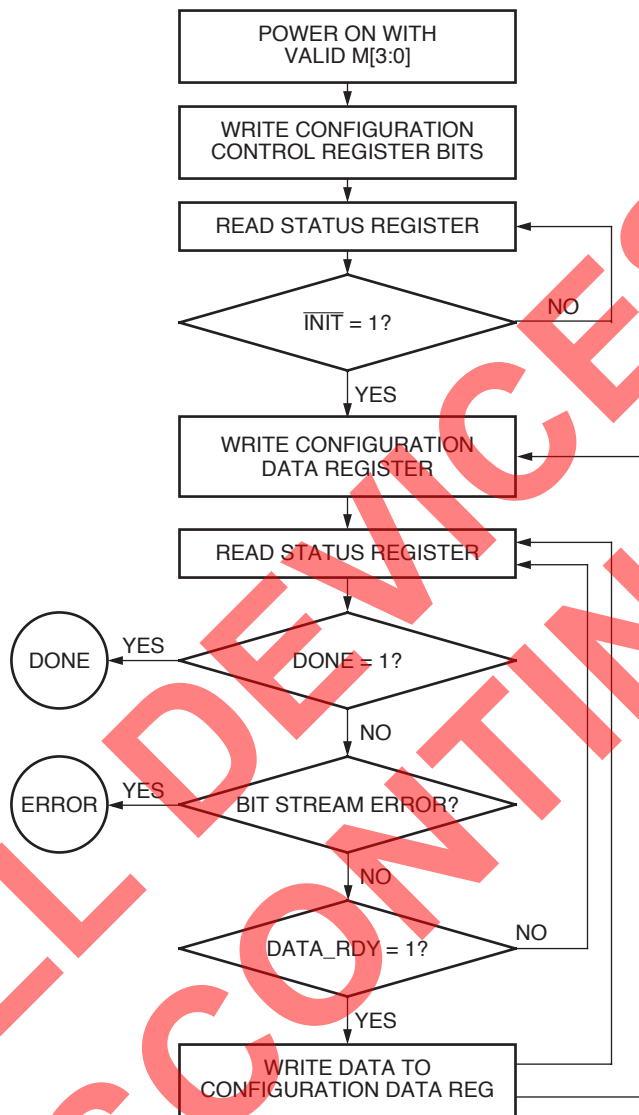 POWER ON WITH
VALID M[3:0]
WRITE CONFIGURATION
CONTROL REGISTER BITS
READ STATUS REGISTER
INIT = 1?
NO
YES
WRITE CONFIGURATION
DATA REGISTER
READ STATUS REGISTER
DONE
YES
DONE = 1?
NO
ERROR
YES
BIT STREAM ERROR?
NO
DATA_RDY = 1?
NO
YES
WRITE DATA TO
CONFIGURATION DATA REG